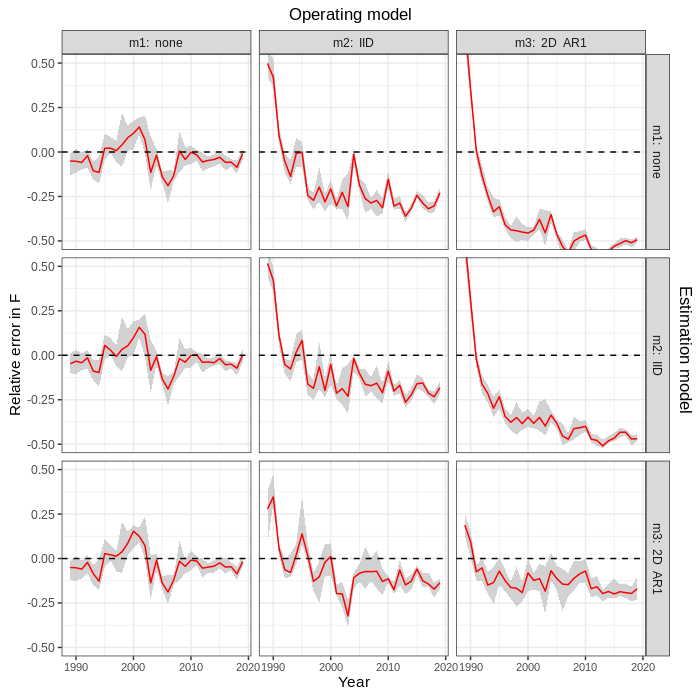 Operating model
m1: none
m2: IID
m3: 2D AR1
0.50
0.25
0.00
-0.25
-0.50
m1: none
0.50
0.25
0.00
-0.25
-0.50
m2: IID
0.50
0.25
0.00
-0.25
-0.50
m3: 2D AR1
Relative error in F
Estimation model
1990
2000
2010
2020
1990
2000
2010
2020
1990
2000
2010
2020
Year